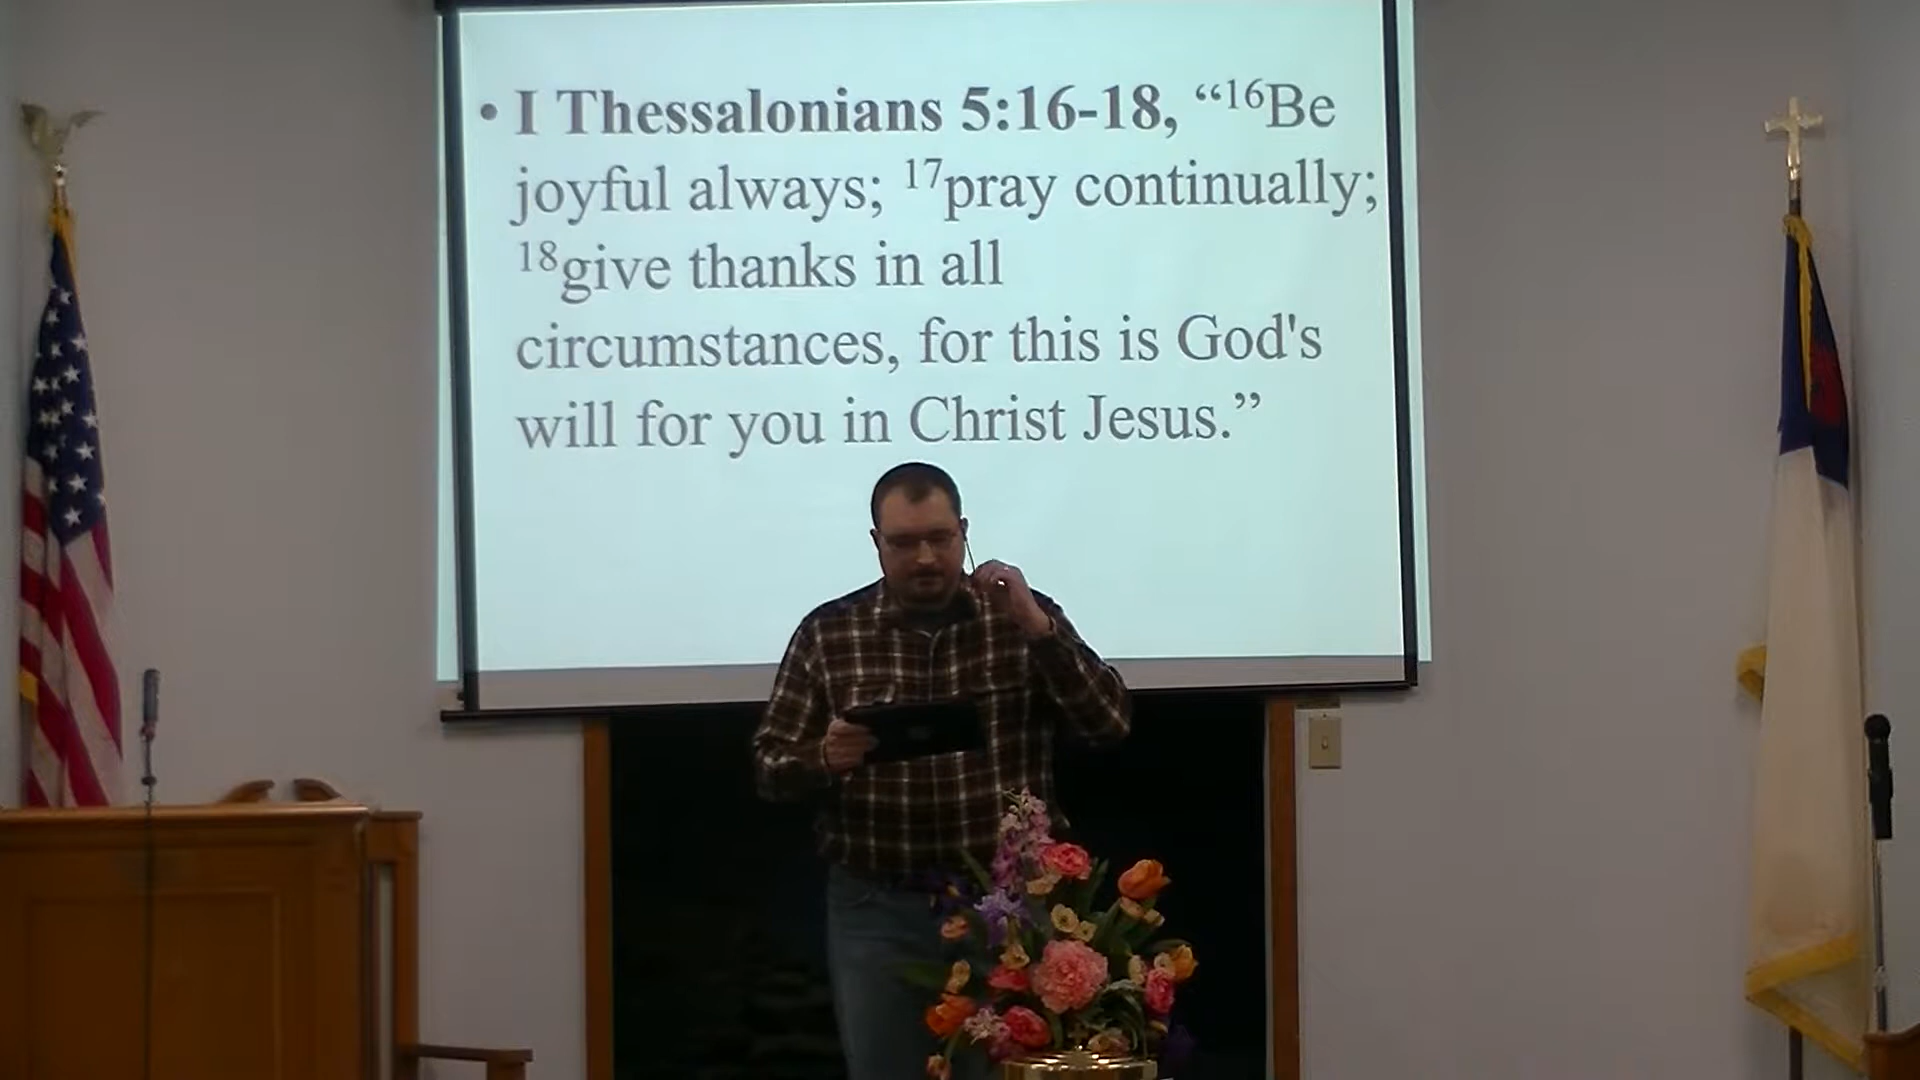 • I Thessalonians 5:16-18, “¹⁶Be
joyful always; ¹⁷pray continually;
¹⁸give thanks in all
circumstances, for this is God's
will for you in Christ Jesus.”